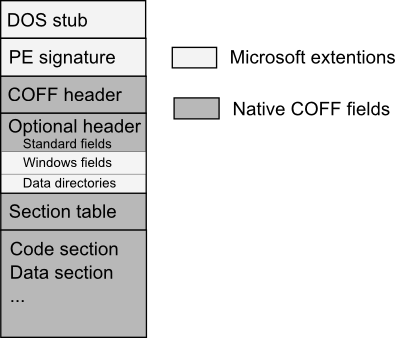 DOS stub
PE signature
COFF header
Optional header
Standard fields
Windows fields
Data directories
Section table
Code section
Data section
...
Microsoft extentions
Native COFF fields